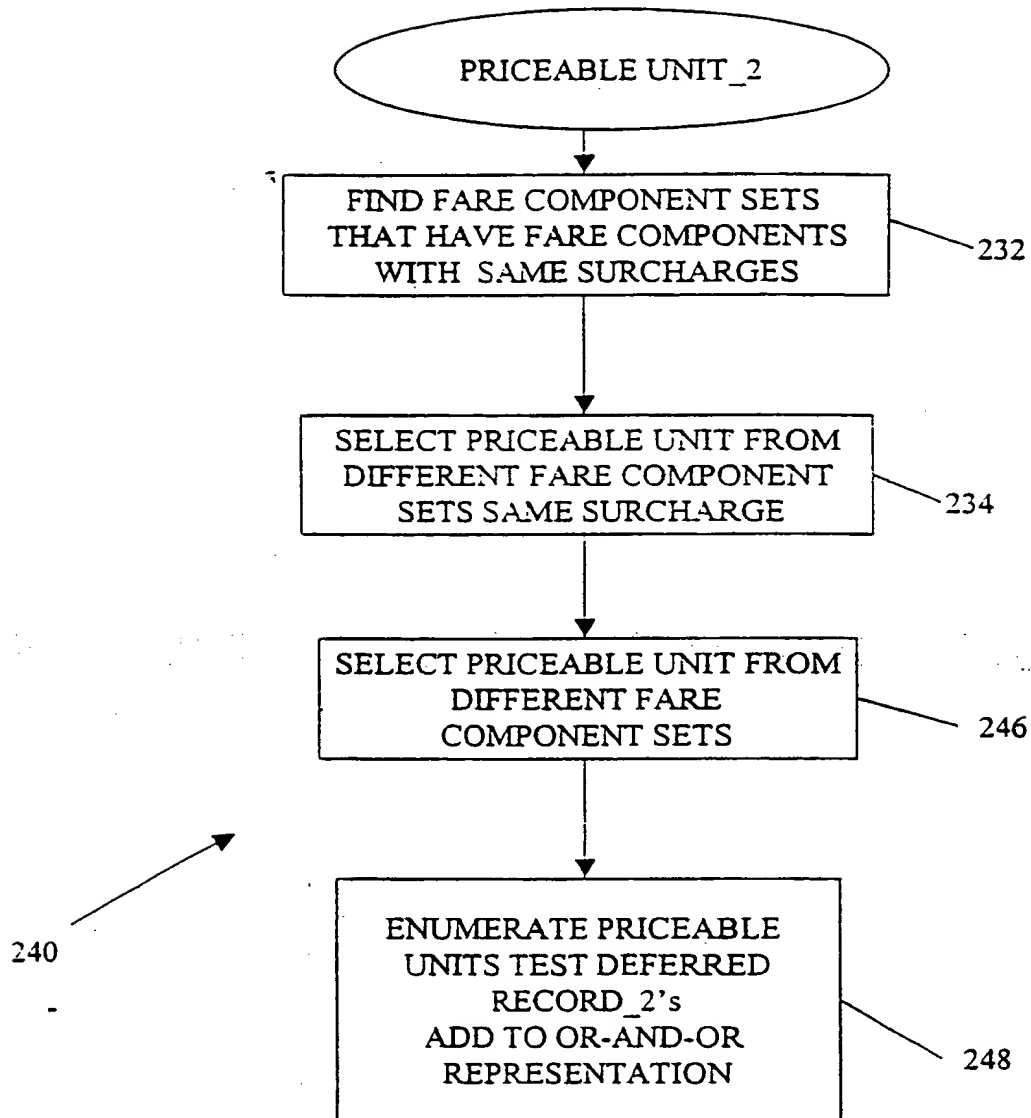 PRICEABLE UNIT_2
FIND FARE COMPONENT SETS
THAT HAVE FARE COMPONENTS
WITH SAME SURCHARGES
232
SELECT PRICEABLE UNIT FROM
DIFFERENT FARE COMPONENT
SETS SAME SURCHARGE
234
SELECT PRICEABLE UNIT FROM
DIFFERENT FARE
COMPONENT SETS
246
240
ENUMERATE PRICEABLE
UNITS TEST DEFERRED
RECORD_2's
ADD TO OR-AND-OR
REPRESENTATION
248